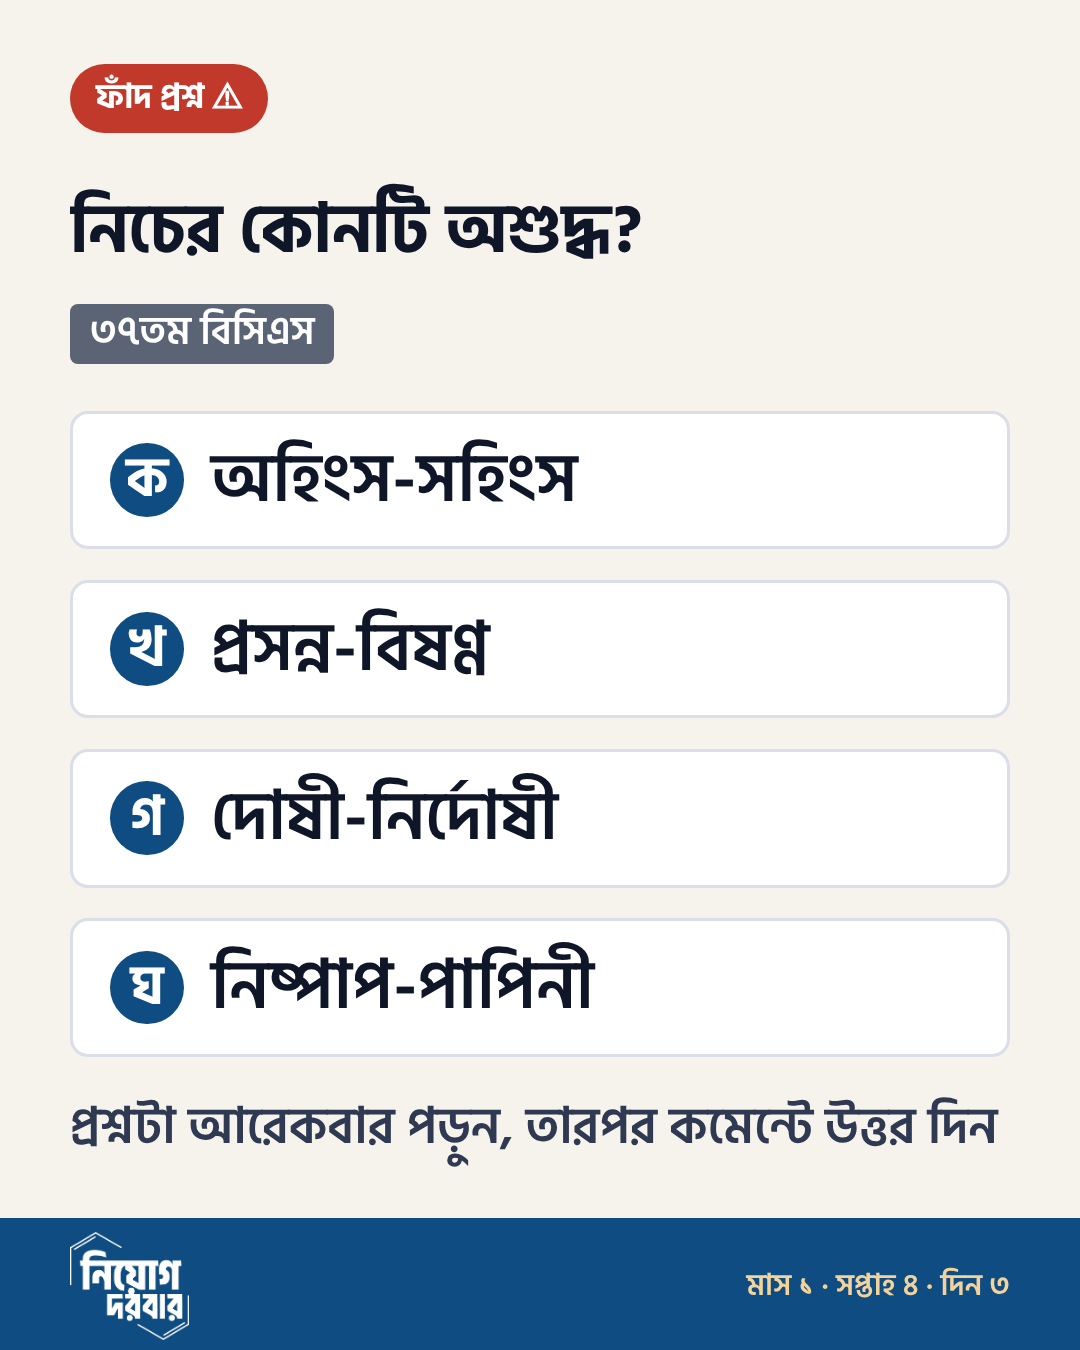 ফাঁদ প্রশ্ন ⚠
নিচের কোনটি অশুদ্ধ?
৩৭তম বিসিএস
ক অহিংস-সহিংস
খ প্রসন্ন-বিষণ্ন
গ দোষী-নির্দোষী
ঘ নিষ্পাপ-পাপিনী
প্রশ্নটা আরেকবার পড়ুন, তারপর কমেন্টে উত্তর দিন
নিয়োগ
দরবার
মাস ১ · সপ্তাহ ৪ · দিন ৩